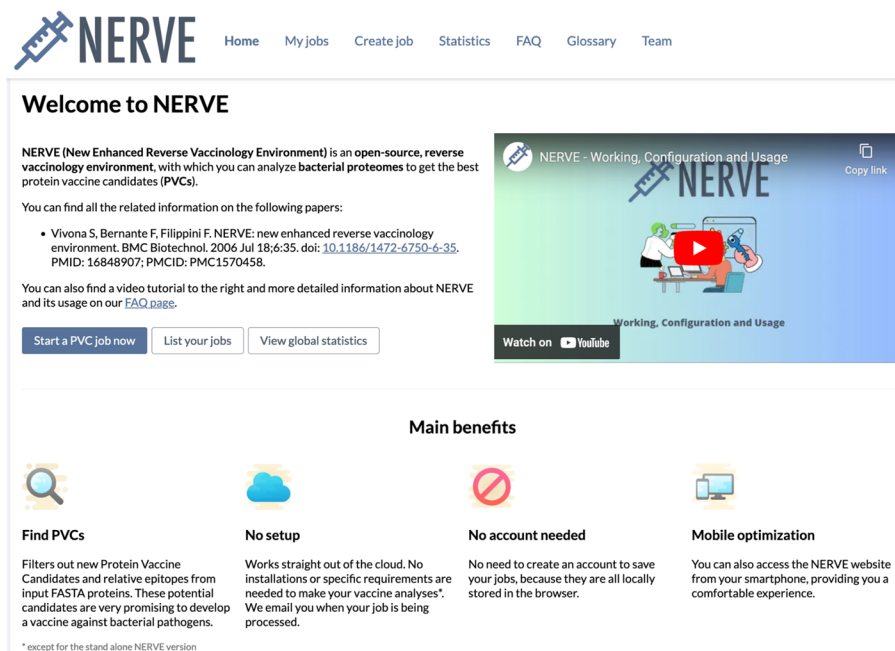 NERVE
Home
My jobs
Create job
Statistics
FAQ
Glossary
Team
Welcome to NERVE
NERVE (New Enhanced Reverse Vaccinology Environment) is an open-source, reverse
vaccinology environment, with which you can analyze bacterial proteomes to get the best
protein vaccine candidates (PVCs).
You can find all the related information on the following papers:
• Vivona S, Bernante F, Filippini F. NERVE: new enhanced reverse vaccinology
environment. BMC Biotechnol. 2006 Jul 18;6:35. doi: 10.1186/1472-6750-6-35.
PMID: 16848907; PMCID: PMC1570458.
You can also find a video tutorial to the right and more detailed information about NERVE
and its usage on our FAQ page.
Start a PVC job now
List your jobs
View global statistics
NERVE - Working, Configuration and Usage
Copy link
NERVE
Working, Configuration and Usage
Watch on YouTube
Main benefits
Find PVCs
Filters out new Protein Vaccine
Candidates and relative epitopes from
input FASTA proteins. These potential
candidates are very promising to develop
a vaccine against bacterial pathogens.
* except for the stand alone NERVE version
No setup
Works straight out of the cloud. No
installations or specific requirements are
needed to make your vaccine analyses*.
We email you when your job is being
processed.
No account needed
No need to create an account to save
your jobs, because they are all locally
stored in the browser.
Mobile optimization
You can also access the NERVE website
from your smartphone, providing you a
comfortable experience.